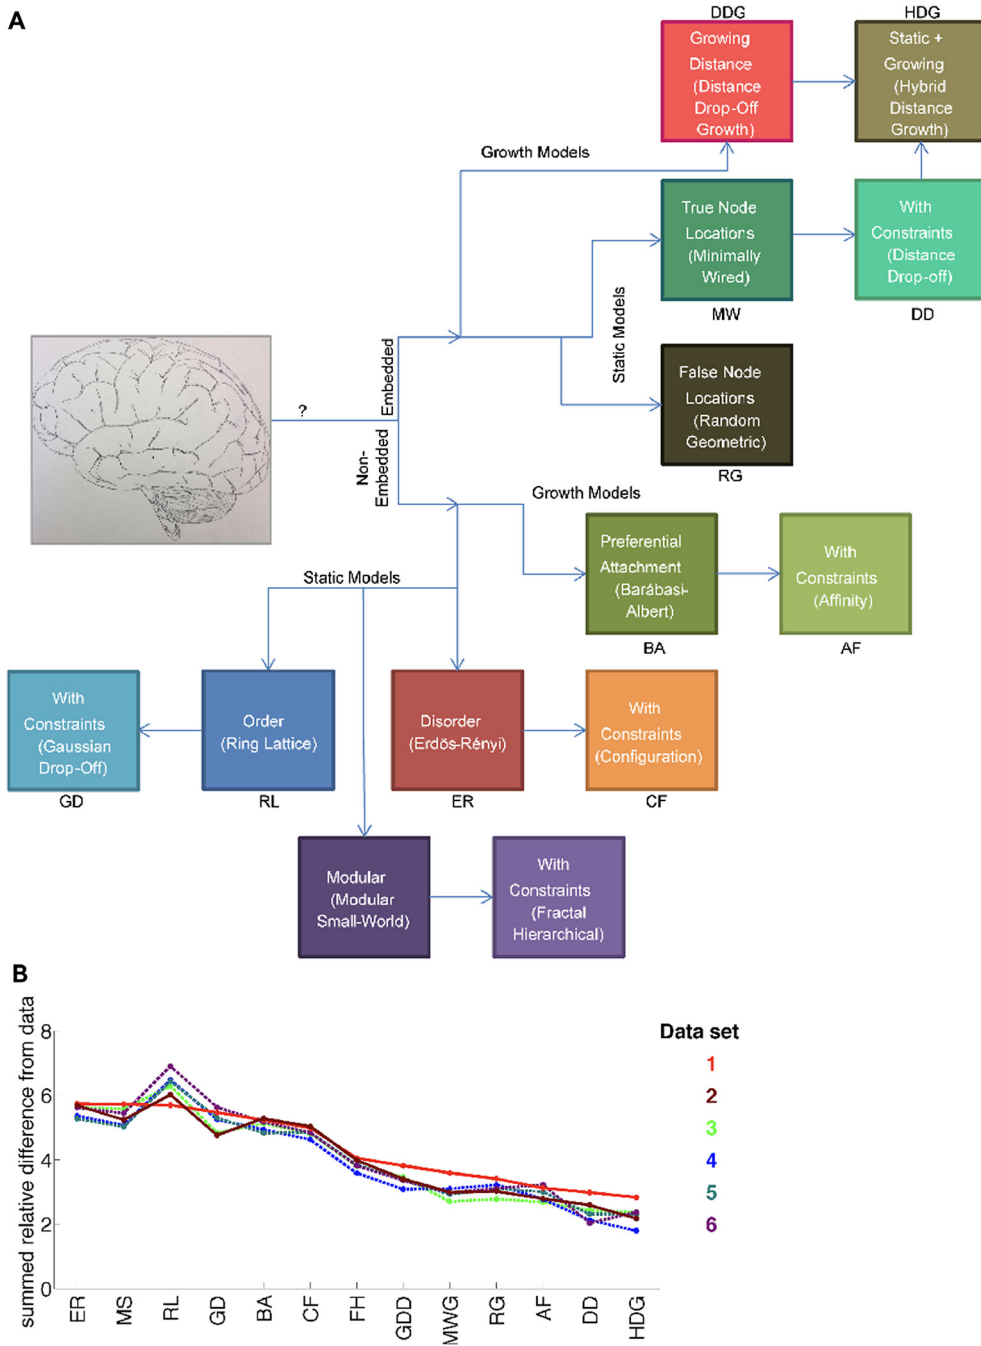 A
DDG
HDG
Growing
Distance
(Distance
Drop-Off
Growth)
Static +
Growing
(Hybrid
Distance
Growth)
Growth Models
True Node
Locations
(Minimally
Wired)
With
Constraints
(Distance
Drop-off)
MW
DD
Static Models
Embedded
?
Non-
Embedded
False Node
Locations
(Random
Geometric)
RG
Growth Models
Preferential
Attachment
(Barábasi-
Albert)
With
Constraints
(Affinity)
BA
AF
Static Models
With
Constraints
(Gaussian
Drop-Off)
Order
(Ring Lattice)
Disorder
(Erdös-Rényi)
With
Constraints
(Configuration)
GD
RL
ER
CF
Modular
(Modular
Small-World)
With
Constraints
(Fractal
Hierarchical)
B
summed relative difference from data
8
6
4
2
0
ER
MS
RL
GD
BA
CF
FH
GDD
MWG
RG
AF
DD
HDG
Data set
1
2
3
4
5
6